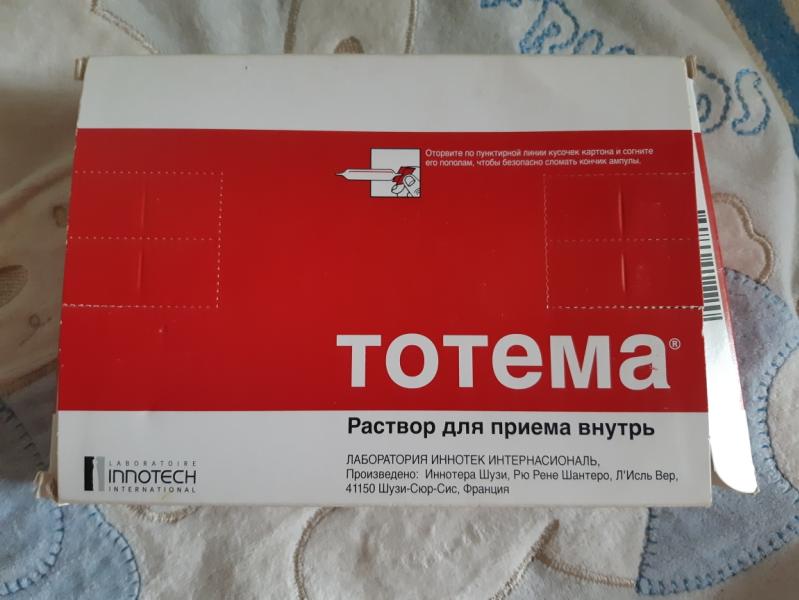 Оторвите по пунктирной линии кусочек картона и согните
его пополам, чтобы безопасно сломать кончик ампулы.
тотема®
Раствор для приема внутрь
ЛАБОРАТОРИЯ ИННОТЕК ИНТЕРНАСИОНАЛЬ,
Произведено: Иннотера Шузи, Рю Рене Шантеро, Л'Исль Вер,
41150 Шузи-Сюр-Сис, Франция
LABORATOIRE
INNOTECH
INTERNATIONAL